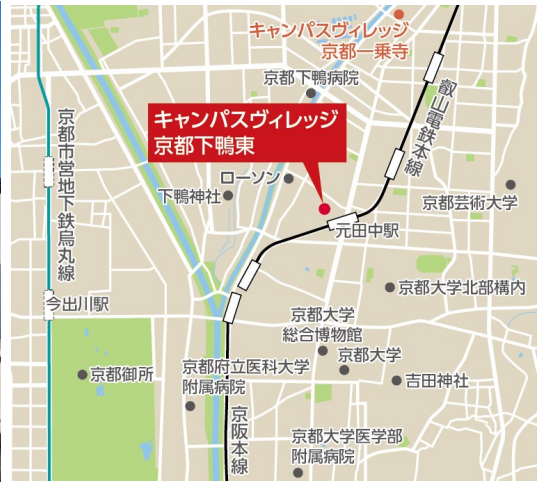 キャンパスヴィレッジ
京都一乗寺
京都下鴨病院
叡山電鉄本線
京都市営地下鉄烏丸線
キャンパスヴィレッジ
京都下鴨東
ローソン
下鴨神社
京都芸術大学
元田中駅
京都大学北部構内
今出川駅
京都大学
総合博物館
京都大学
京都府立医科大学
附属病院
京都御所
吉田神社
京阪本線
京都大学医学部
附属病院